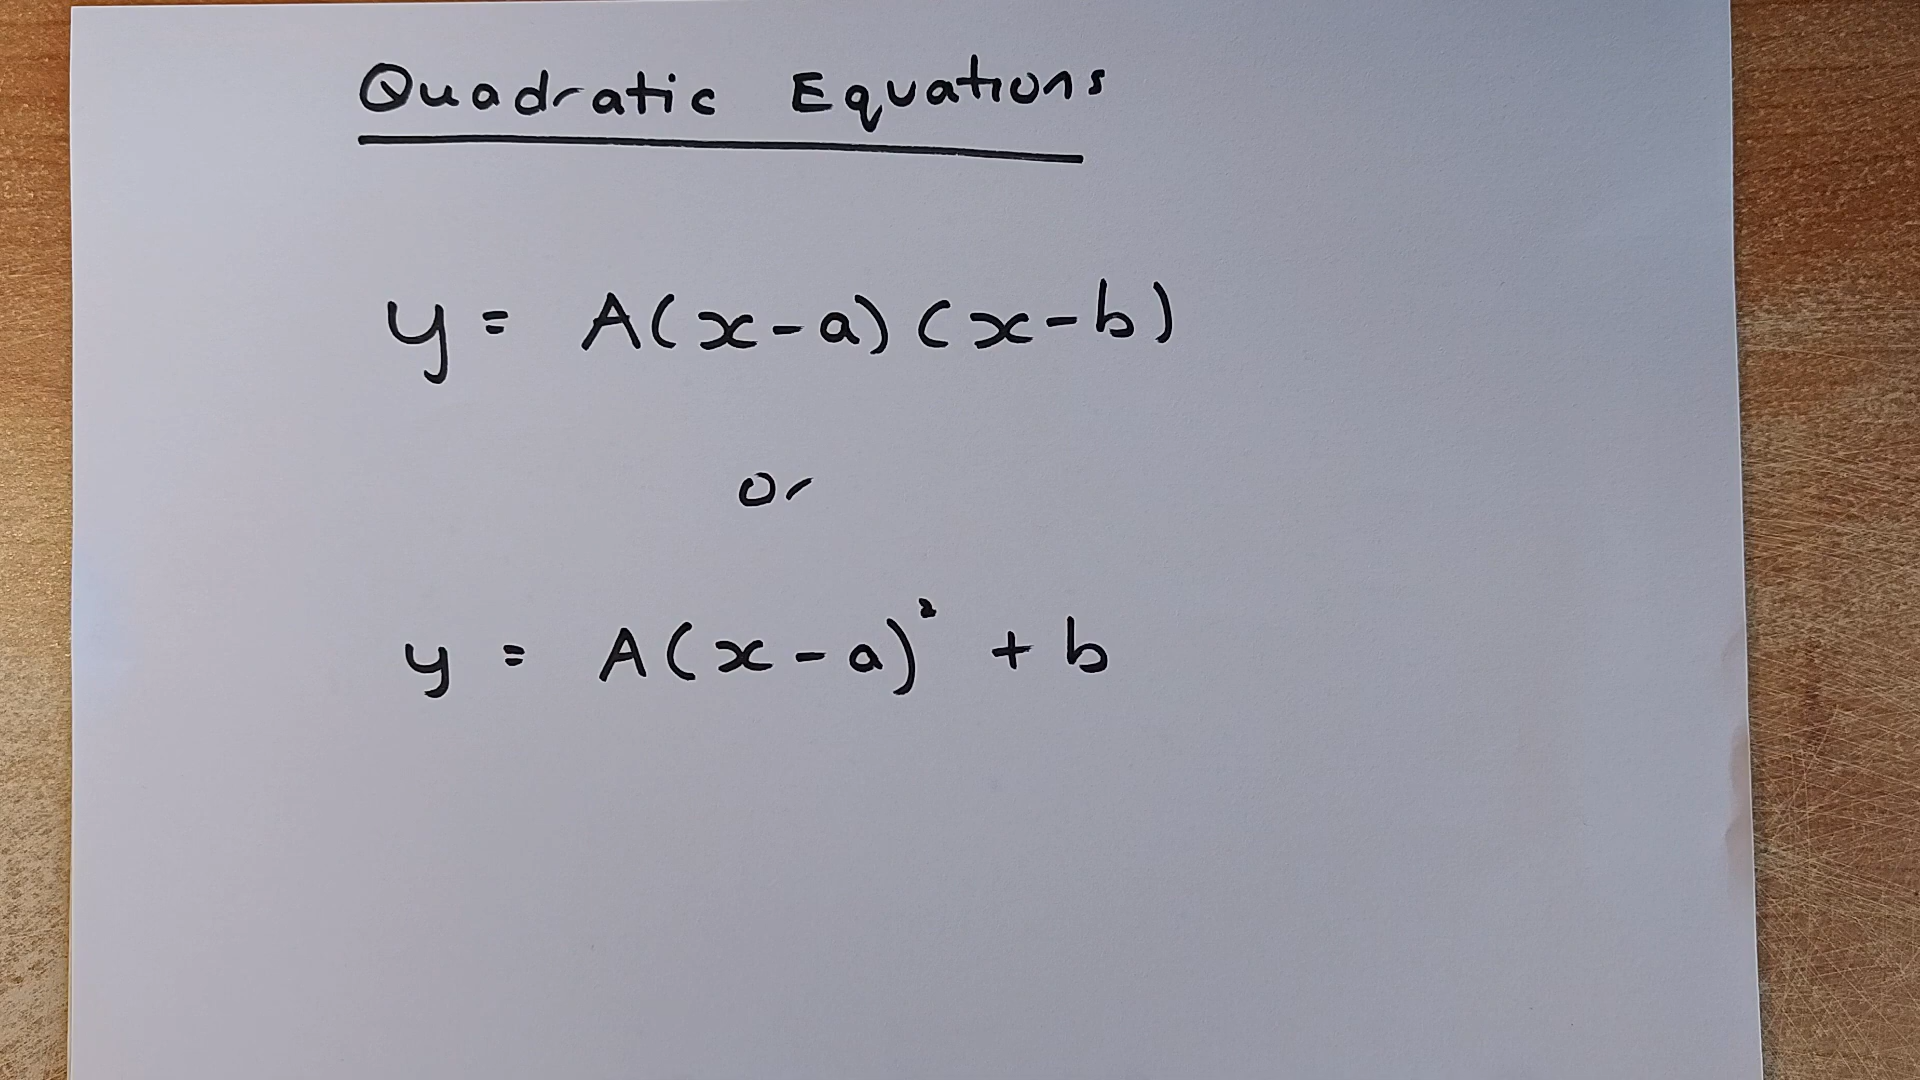 Quadratic Equations
y = A(x-a)(x-b)
or
y = A(x-a)² + b